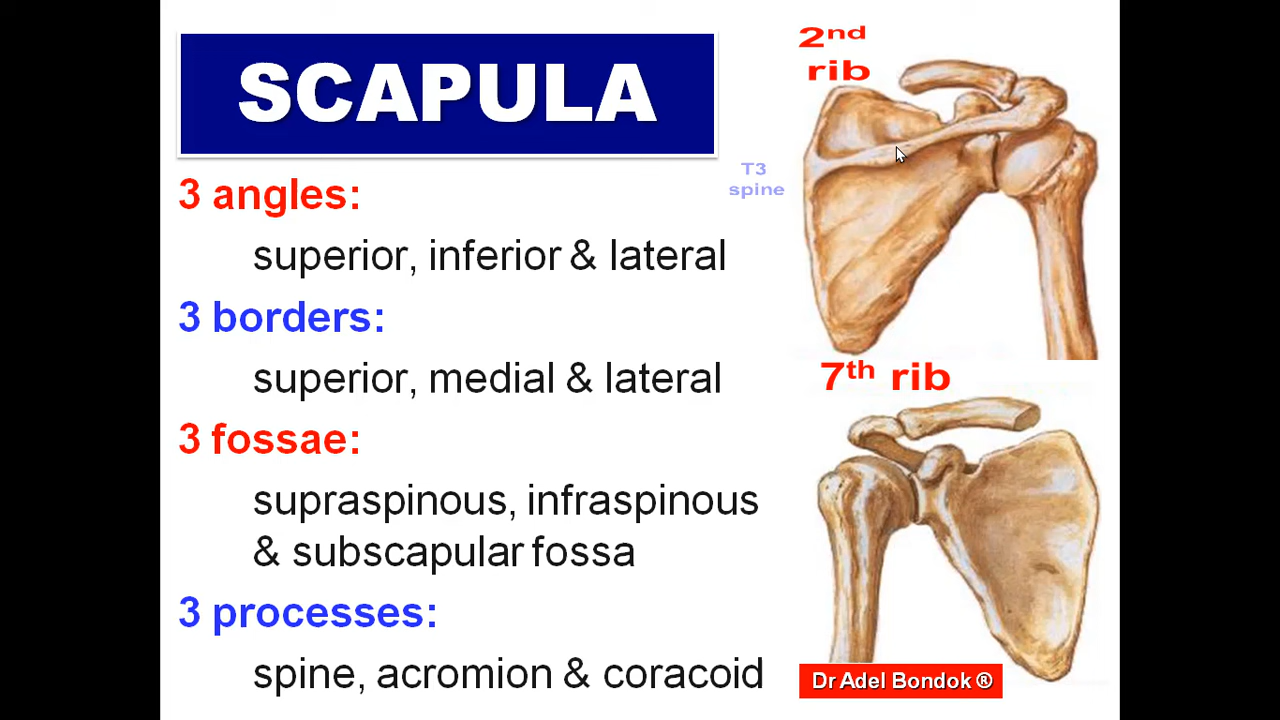 SCAPULA
3 angles:
superior, inferior & lateral
3 borders:
superior, medial & lateral
3 fossae:
supraspinous, infraspinous
& subscapular fossa
3 processes:
spine, acromion & coracoid
2nd
rib
T3
spine
7th rib
Dr Adel Bondok ®